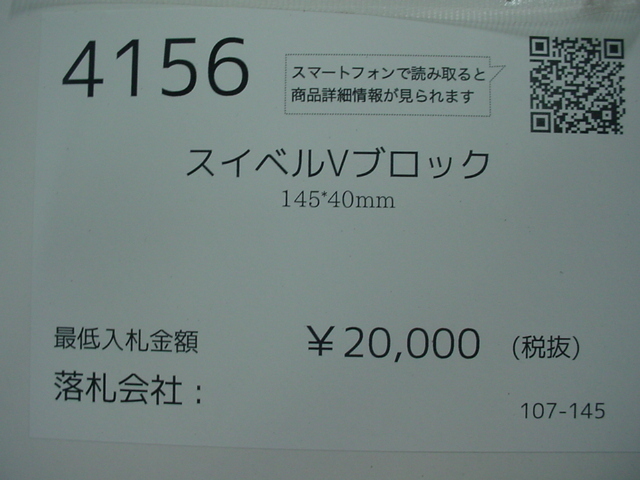 4156
スマートフォンで読み取ると
商品詳細情報が見られます
スイベルVブロック
145*40mm
最低入札金額 ￥20,000 (税抜)
落札会社：
107-145